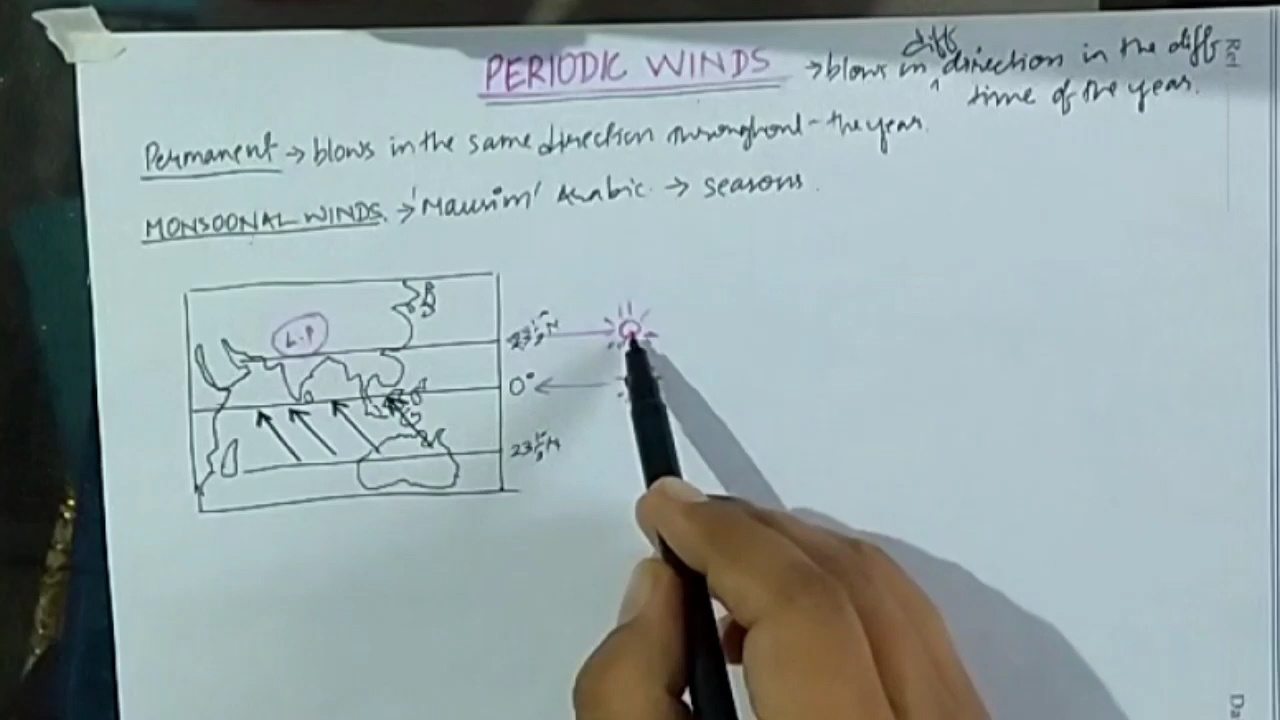 PERIODIC WINDS → blows in diff direction in the diff
time of the year.
Permanent → blows in the same direction throughout the year.
MONSOONAL WINDS → 'Mausim' Arabic → seasons.
L.P
23½°N
0°
23½°N
Da